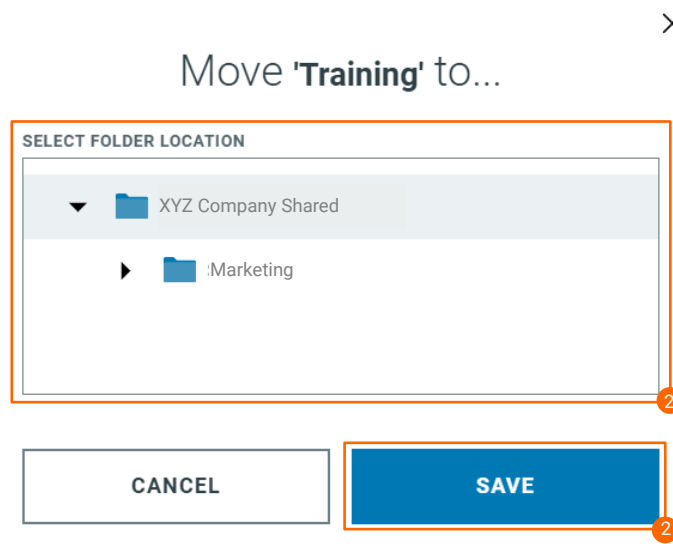 Move 'Training' to...
SELECT FOLDER LOCATION
XYZ Company Shared
:Marketing
2
CANCEL
SAVE
2